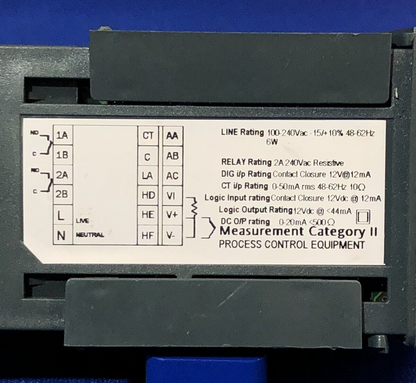 LINE Rating 100-240Vac -15/+10% 48-62Hz
6W
RELAY Rating 2A 240Vac Resistive
DIG i/p Rating Contact Closure 12V@12mA
CT i/p Rating 0-50mA rms 48-62Hz 10Ω
Logic Input rating Contact Closure 12Vdc @ 12mA
Logic Output Rating 12Vdc @ <44mA
DC O/P rating 0-20mA <500Ω
Measurement Category II
PROCESS CONTROL EQUIPMENT
NO 1A CT AA
C 1B C AB
NO 2A LA AC
C 2B HD VI
L LIVE HE V+
N NEUTRAL HF V-